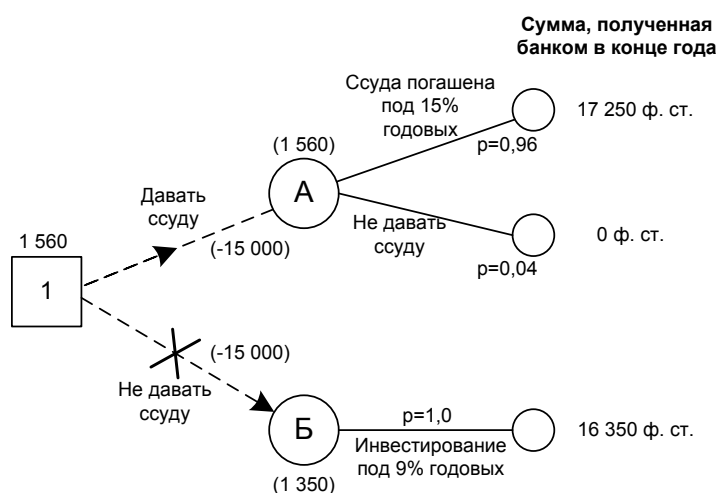 Сумма, полученная
банком в конце года
Ссуда погашена
под 15%
годовых
17 250 ф. ст.
p=0,96
(1 560)
А
Давать
ссуду
(-15 000)
Не давать
ссуду
0 ф. ст.
p=0,04
1 560
1
(-15 000)
Не давать
ссуду
Б
p=1,0
16 350 ф. ст.
Инвестирование
под 9% годовых
(1 350)